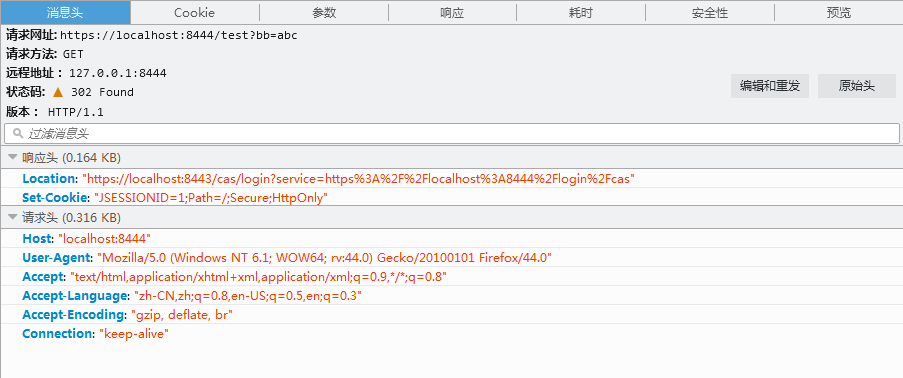 消息头 Cookie 参数 响应 耗时 安全性 预览
请求网址: https://localhost:8444/test?bb=abc
请求方法: GET
远程地址： 127.0.0.1:8444
状态码: 302 Found 编辑和重发 原始头
版本： HTTP/1.1
过滤消息头
响应头 (0.164 KB)
Location: "https://localhost:8443/cas/login?service=https%3A%2F%2Flocalhost%3A8444%2Flogin%2Fcas"
Set-Cookie: "JSESSIONID=1;Path=/;Secure;HttpOnly"
请求头 (0.316 KB)
Host: "localhost:8444"
User-Agent: "Mozilla/5.0 (Windows NT 6.1; WOW64; rv:44.0) Gecko/20100101 Firefox/44.0"
Accept: "text/html,application/xhtml+xml,application/xml;q=0.9,*/*;q=0.8"
Accept-Language: "zh-CN,zh;q=0.8,en-US;q=0.5,en;q=0.3"
Accept-Encoding: "gzip, deflate, br"
Connection: "keep-alive"